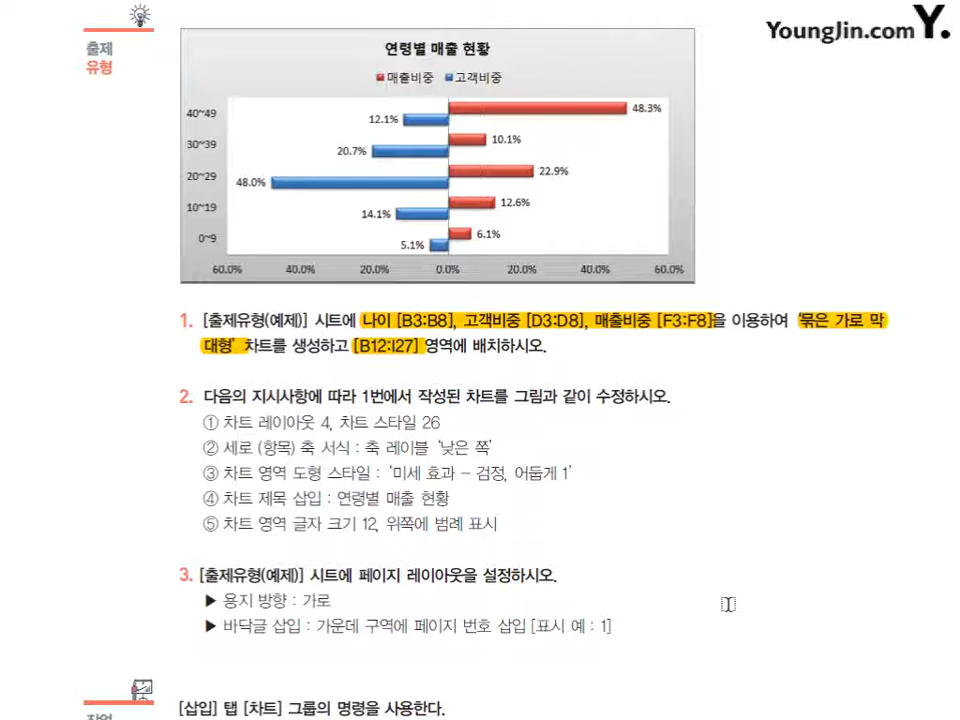 YoungJin.com Y.
출제
유형
연령별 매출 현황
매출비중 고객비중
40~49 12.1% 48.3%
30~39 20.7% 10.1%
20~29 48.0% 22.9%
10~19 14.1% 12.6%
0~9 5.1% 6.1%
60.0% 40.0% 20.0% 0.0% 20.0% 40.0% 60.0%
1. [출제유형(예제)] 시트에 나이 [B3:B8], 고객비중 [D3:D8], 매출비중 [F3:F8]을 이용하여 ‘묶은 가로 막
대형’ 차트를 생성하고 [B12:I27] 영역에 배치하시오.
2. 다음의 지시사항에 따라 1번에서 작성된 차트를 그림과 같이 수정하시오.
① 차트 레이아웃 4, 차트 스타일 26
② 세로 (항목) 축 서식 : 축 레이블 ‘낮은 쪽’
③ 차트 영역 도형 스타일 : ‘미세 효과 – 검정, 어둡게 1’
④ 차트 제목 삽입 : 연령별 매출 현황
⑤ 차트 영역 글자 크기 12, 위쪽에 범례 표시
3. [출제유형(예제)] 시트에 페이지 레이아웃을 설정하시오.
▶ 용지 방향 : 가로
▶ 바닥글 삽입 : 가운데 구역에 페이지 번호 삽입 [표시 예 : 1]
[삽입] 탭 [차트] 그룹의 명령을 사용한다.